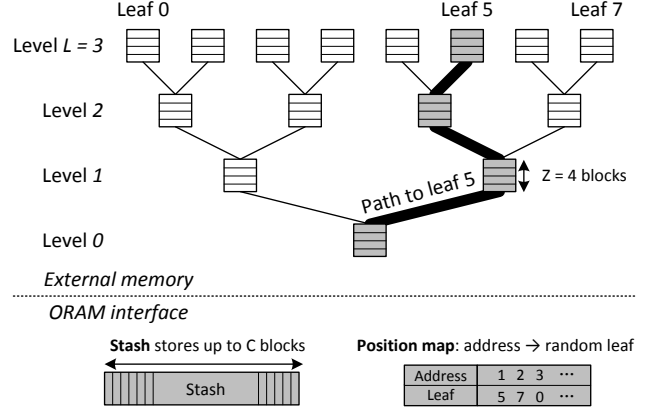 Leaf 0 Leaf 5 Leaf 7
Level L = 3
Level 2
Level 1
Path to leaf 5
Z = 4 blocks
Level 0
External memory
ORAM interface
Stash stores up to C blocks
Stash
Position map: address → random leaf
Address 1 2 3 ···
Leaf 5 7 0 ···